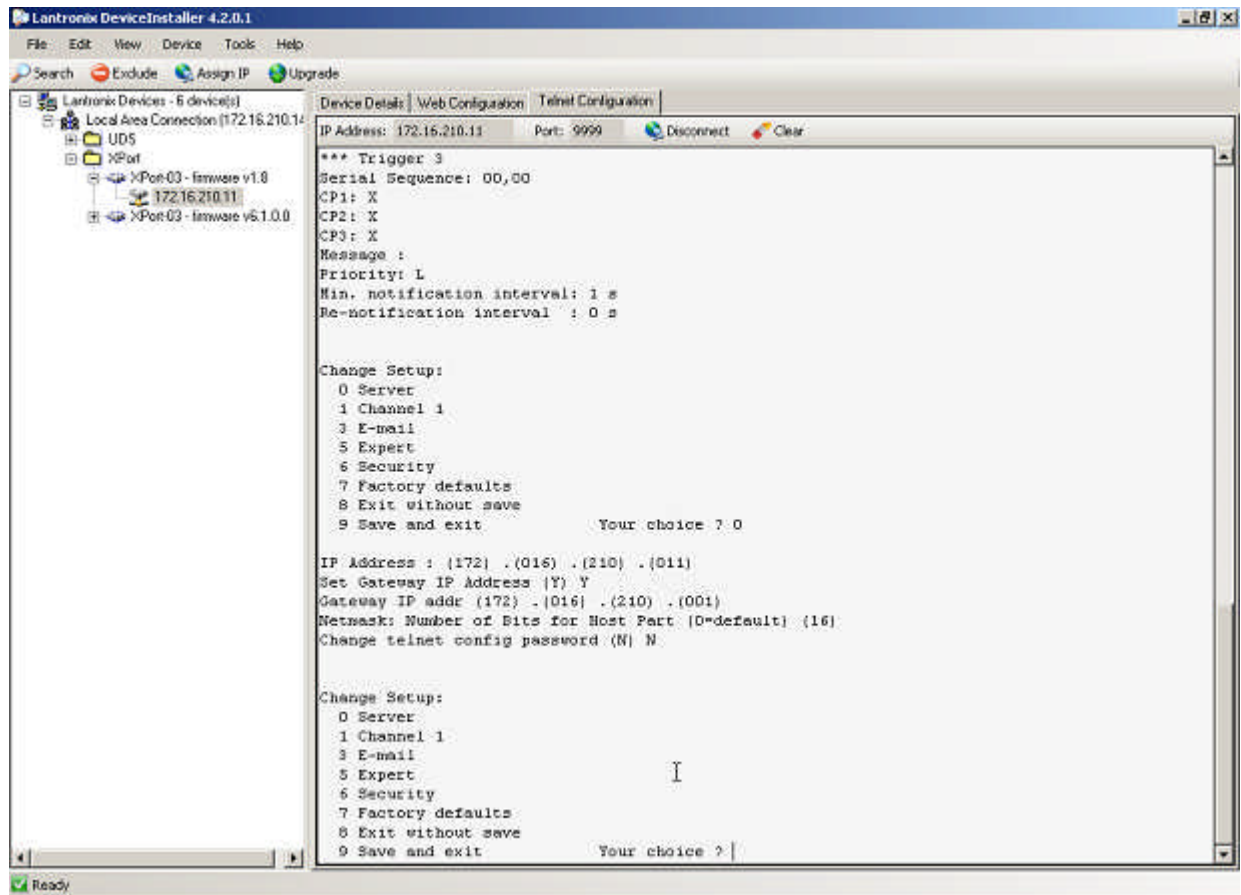 Lantronix DeviceInstaller 4.2.0.1
File Edit View Device Tools Help
Search Exclude Assign IP Upgrade
Lantronix Devices - 6 device(s)
Local Area Connection (172.16.210.14
UDS
XPort
XPort-03 - firmware v1.8
172.16.210.11
XPort-03 - firmware v6.1.0.0
Device Details Web Configuration Telnet Configuration
IP Address: 172.16.210.11 Port: 9999 Disconnect Clear
*** Trigger 3
Serial Sequence: 00,00
CP1: X
CP2: X
CP3: X
Message :
Priority: L
Min. notification interval: 1 s
Re-notification interval : 0 s
Change Setup:
0 Server
1 Channel 1
3 E-mail
5 Expert
6 Security
7 Factory defaults
8 Exit without save
9 Save and exit Your choice ? 0
IP Address : (172) .(016) .(210) .(011)
Set Gateway IP Address (Y) Y
Gateway IP addr (172) .(016) .(210) .(001)
Netmask: Number of Bits for Host Part (0=default) (16)
Change telnet config password (N) N
Change Setup:
0 Server
1 Channel 1
3 E-mail
5 Expert
6 Security
7 Factory defaults
8 Exit without save
9 Save and exit Your choice ?
Ready